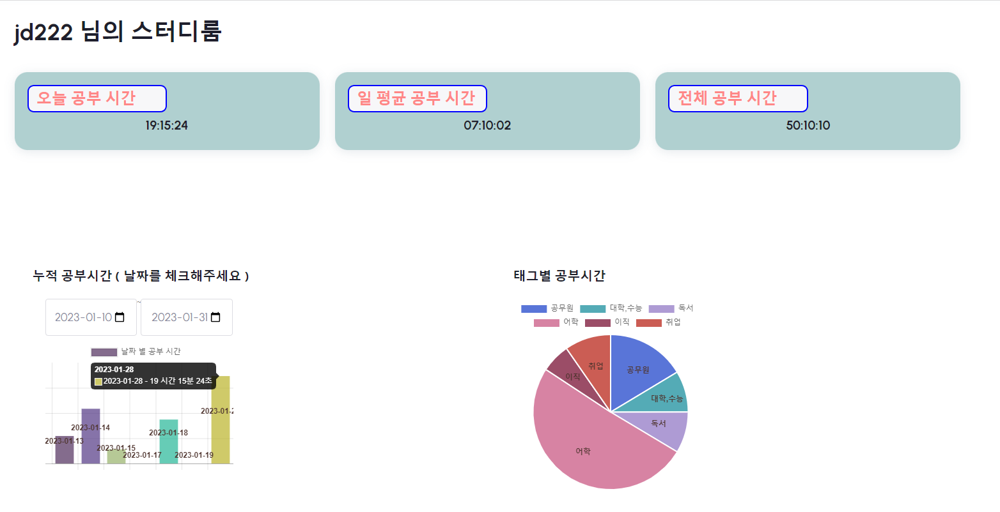 jd222 님의 스터디룸
오늘 공부 시간
19:15:24
일 평균 공부 시간
07:10:02
전체 공부 시간
50:10:10
누적 공부시간 ( 날짜를 체크해주세요 )
2023-01-10 ~ 2023-01-31
날짜 별 공부 시간
2023-01-28
2023-01-28 - 19 시간 15분 24초
2023-01-13
2023-01-14
2023-01-15
2023-01-17
2023-01-18
2023-01-19
2023-01-2
태그별 공부시간
공무원 대학,수능 독서
어학 이직 취업
취업
공무원
이직
대학,수능
독서
어학